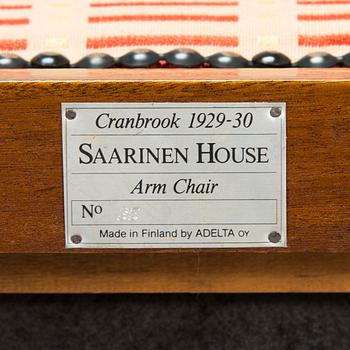 Cranbrook 1929-30
SAARINEN HOUSE
Arm Chair
No
Made in Finland by ADELTA OY